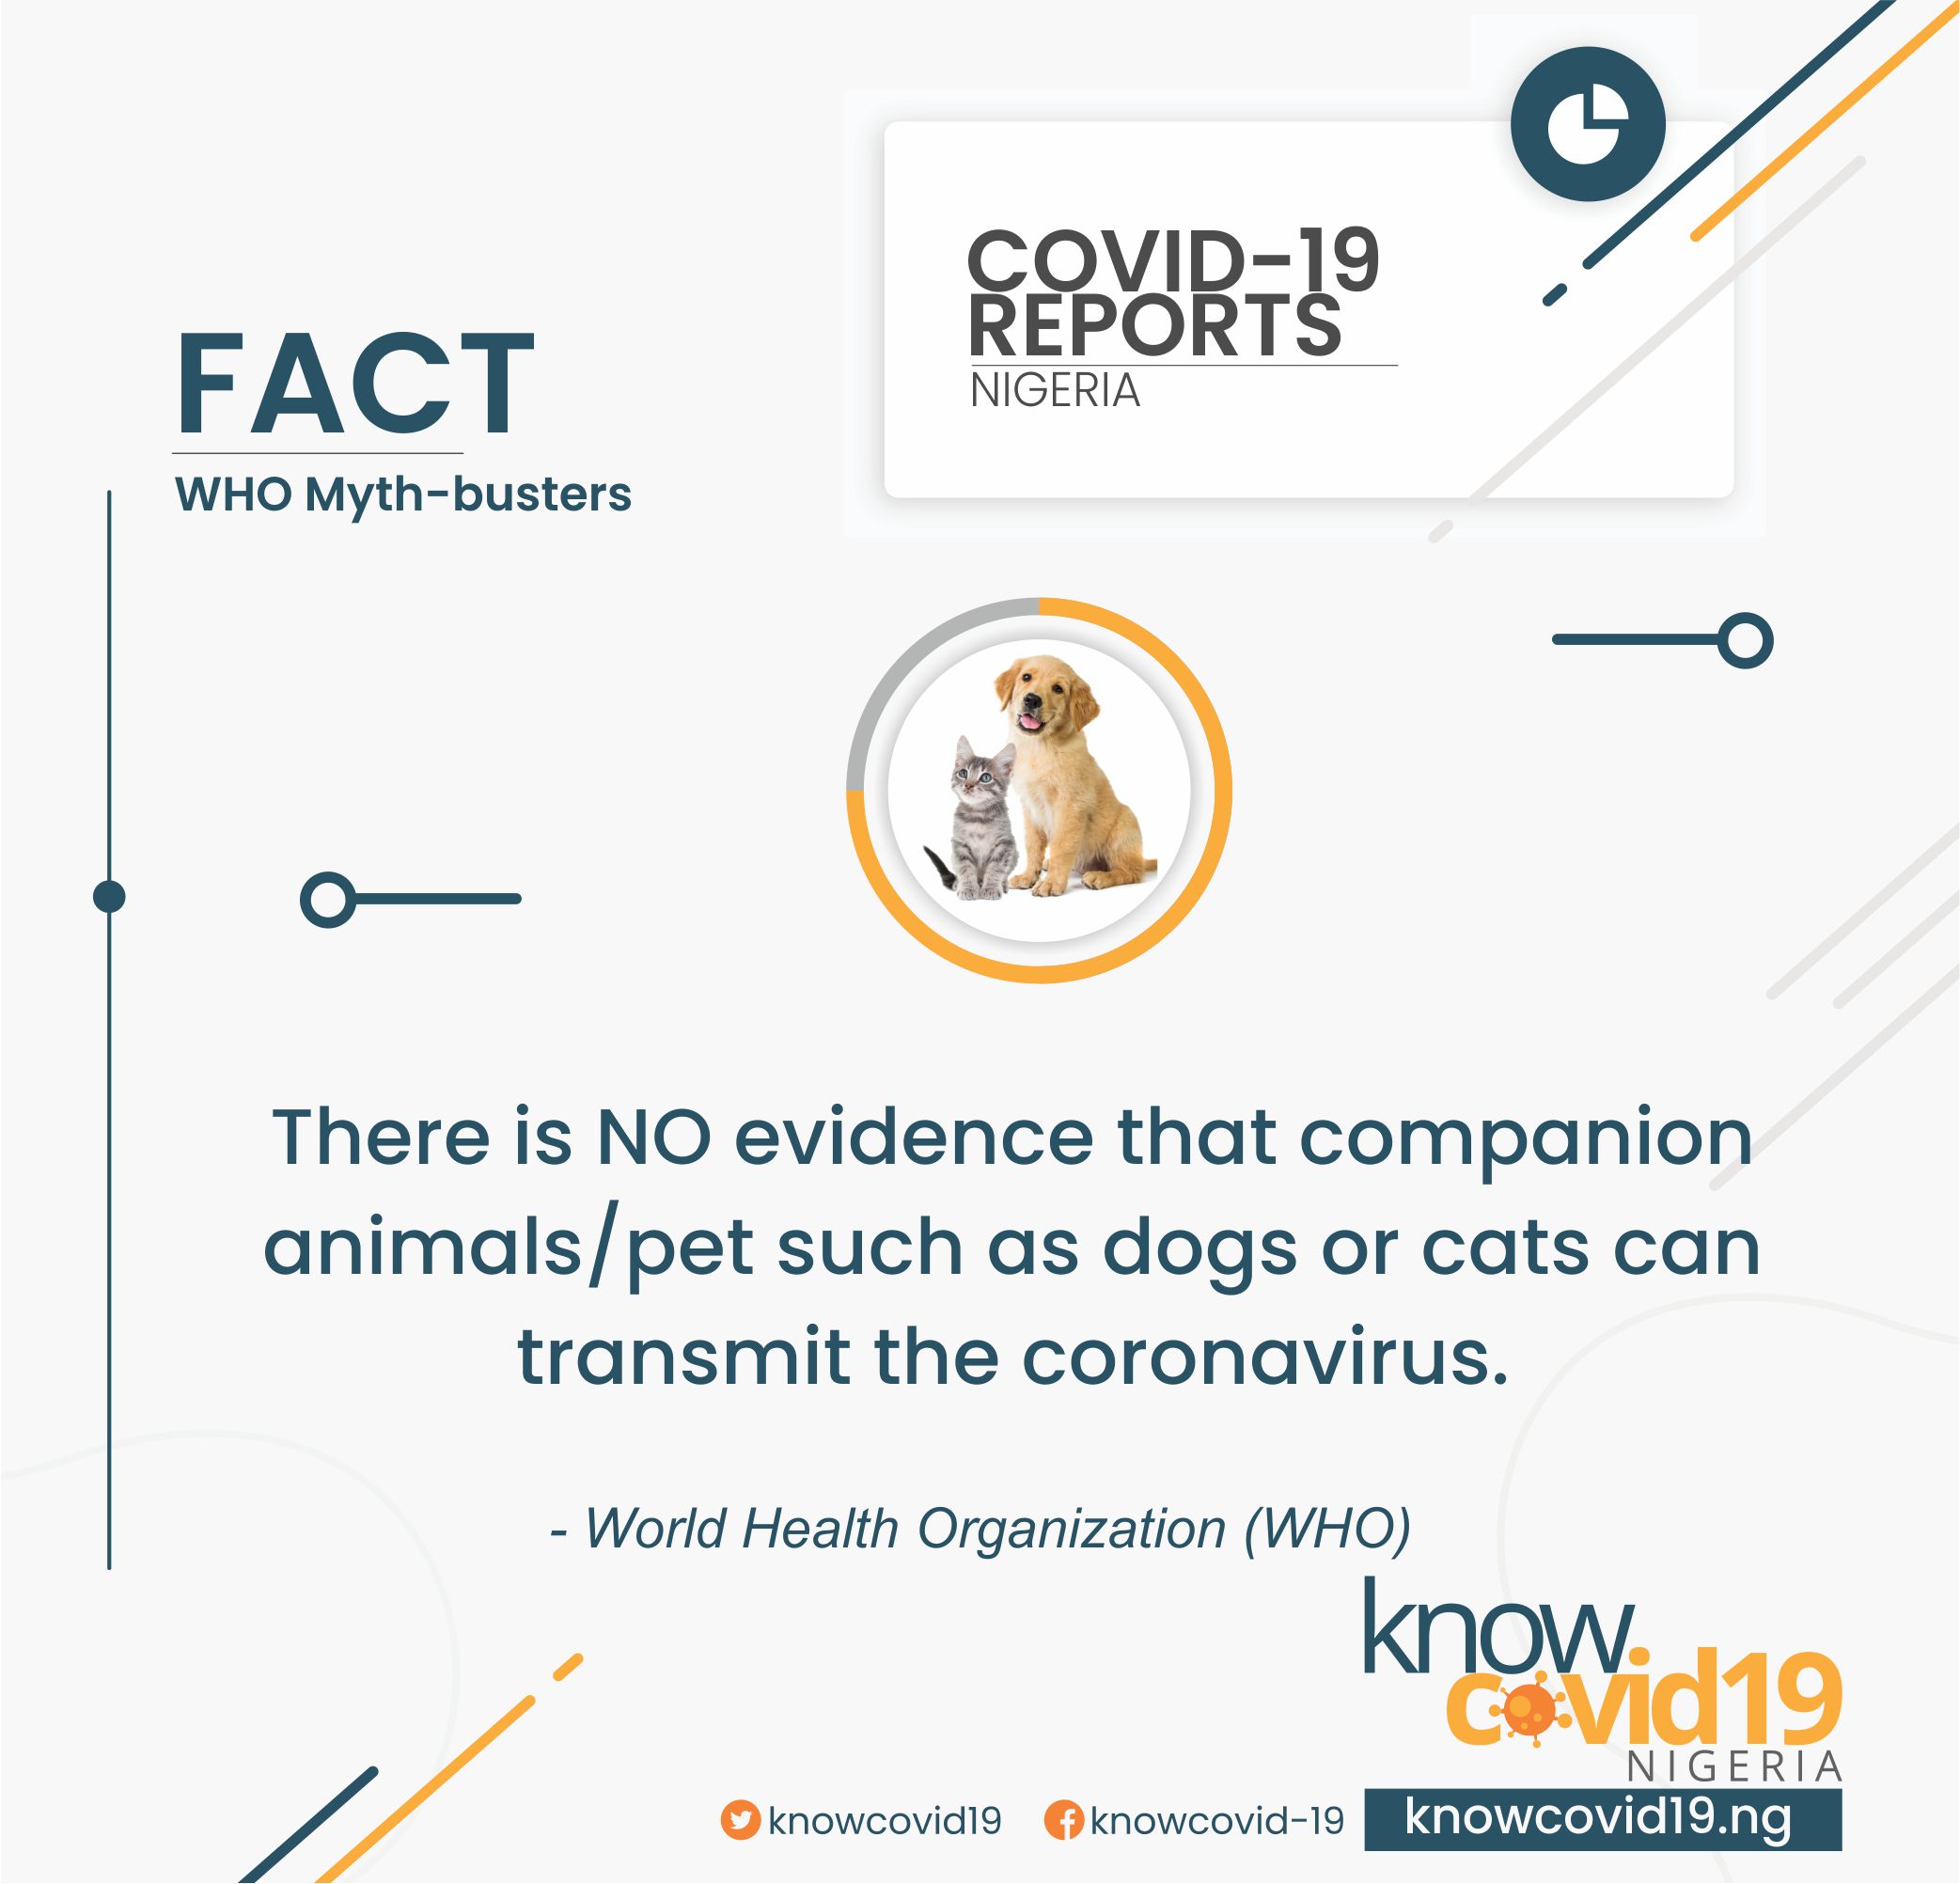 COVID-19
REPORTS
NIGERIA
FACT
WHO Myth-busters
There is NO evidence that companion
animals/pet such as dogs or cats can
transmit the coronavirus.
- World Health Organization (WHO)
know
covid19
NIGERIA
knowcovid19 knowcovid-19 knowcovid19.ng